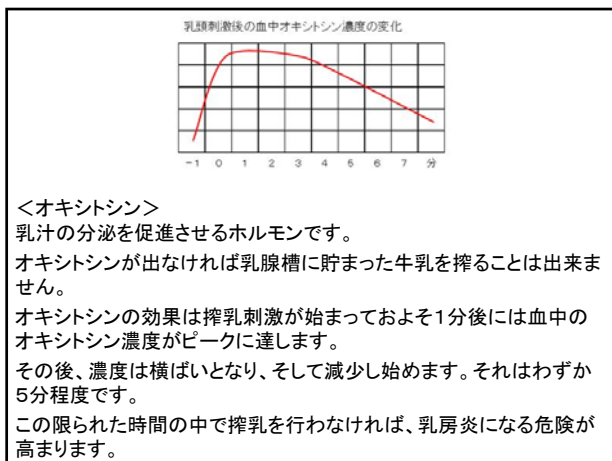 乳頭刺激後の血中オキシトシン濃度の変化
-1 0 1 2 3 4 5 6 7 分
<オキシトシン>
乳汁の分泌を促進させるホルモンです。
オキシトシンが出なければ乳腺槽に貯まった牛乳を搾ることは出来ま
せん。
オキシトシンの効果は搾乳刺激が始まっておよそ1分後には血中の
オキシトシン濃度がピークに達します。
その後、濃度は横ばいとなり、そして減少し始めます。それはわずか
5分程度です。
この限られた時間の中で搾乳を行わなければ、乳房炎になる危険が
高まります。